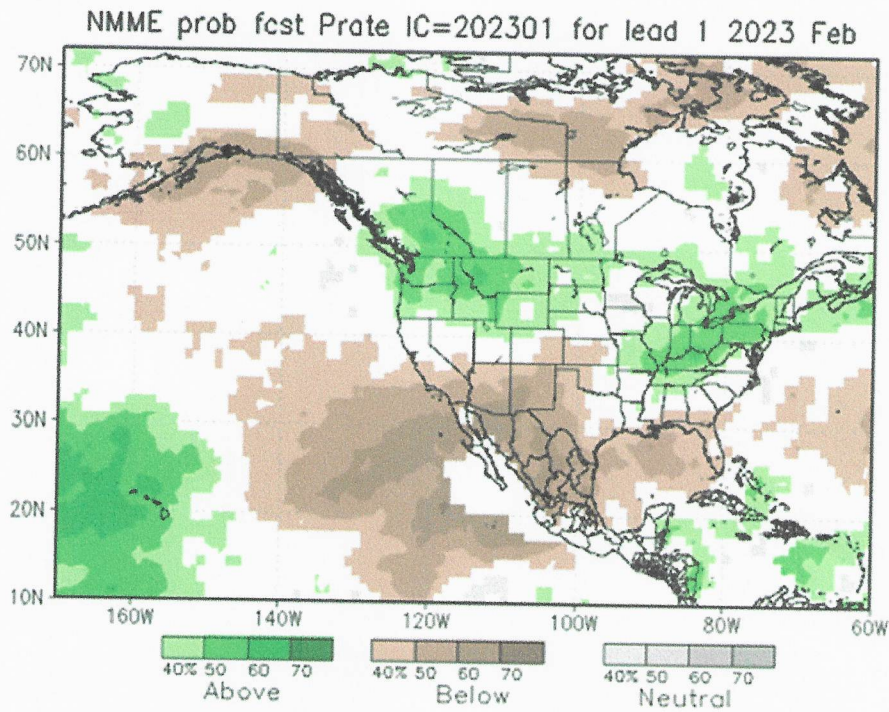 NMME prob fcst Prate IC=202301 for lead 1 2023 Feb
70N
60N
50N
40N
30N
20N
10N
160W 140W 120W 100W 80W 60W
40% 50 60 70 40% 50 60 70 40% 50 60 70
Above Below Neutral